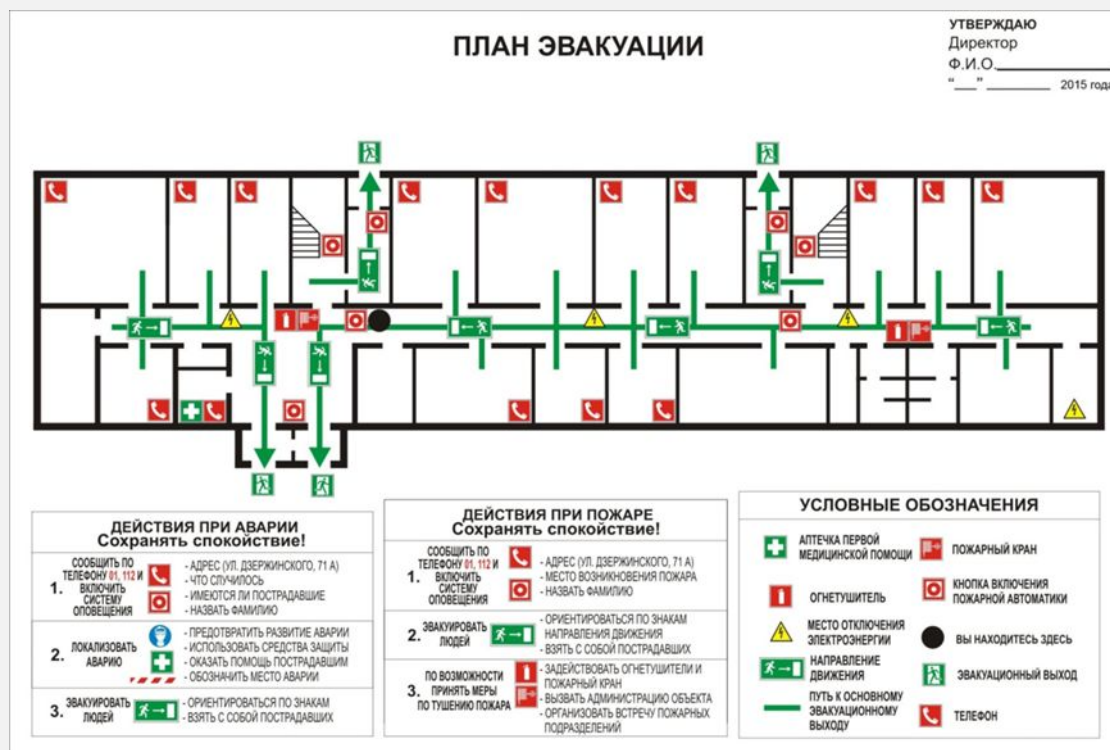 УТВЕРЖДАЮ
Директор
Ф.И.О.
“___” ________ 2015 года
ПЛАН ЭВАКУАЦИИ
ДЕЙСТВИЯ ПРИ АВАРИИ
Сохранять спокойствие!
1.
СООБЩИТЬ ПО
ТЕЛЕФОНУ 01, 112 И
ВКЛЮЧИТЬ
СИСТЕМУ
ОПОВЕЩЕНИЯ
- АДРЕС (УЛ. ДЗЕРЖИНСКОГО, 71 А)
- ЧТО СЛУЧИЛОСЬ
- ИМЕЮТСЯ ЛИ ПОСТРАДАВШИЕ
- НАЗВАТЬ ФАМИЛИЮ
2.
ЛОКАЛИЗОВАТЬ
АВАРИЮ
- ПРЕДОТВРАТИТЬ РАЗВИТИЕ АВАРИИ
- ИСПОЛЬЗОВАТЬ СРЕДСТВА ЗАЩИТЫ
- ОКАЗАТЬ ПОМОЩЬ ПОСТРАДАВШИМ
- ОБОЗНАЧИТЬ МЕСТО АВАРИИ
3.
ЭВАКУИРОВАТЬ
ЛЮДЕЙ
- ОРИЕНТИРОВАТЬСЯ ПО ЗНАКАМ
- ВЗЯТЬ С СОБОЙ ПОСТРАДАВШИХ
ДЕЙСТВИЯ ПРИ ПОЖАРЕ
Сохранять спокойствие!
1.
СООБЩИТЬ ПО
ТЕЛЕФОНУ 01, 112 И
ВКЛЮЧИТЬ
СИСТЕМУ
ОПОВЕЩЕНИЯ
- АДРЕС (УЛ. ДЗЕРЖИНСКОГО, 71 А)
- МЕСТО ВОЗНИКНОВЕНИЯ ПОЖАРА
- НАЗВАТЬ ФАМИЛИЮ
2.
ЭВАКУИРОВАТЬ
ЛЮДЕЙ
- ОРИЕНТИРОВАТЬСЯ ПО ЗНАКАМ
НАПРАВЛЕНИЯ ДВИЖЕНИЯ
- ВЗЯТЬ С СОБОЙ ПОСТРАДАВШИХ
3.
ПО ВОЗМОЖНОСТИ
ПРИНЯТЬ МЕРЫ
ПО ТУШЕНИЮ ПОЖАРА
- ЗАДЕЙСТВОВАТЬ ОГНЕТУШИТЕЛИ И
ПОЖАРНЫЙ КРАН
- ВЫЗВАТЬ АДМИНИСТРАЦИЮ ОБЪЕКТА
- ОРГАНИЗОВАТЬ ВСТРЕЧУ ПОЖАРНЫХ
ПОДРАЗДЕЛЕНИЙ
УСЛОВНЫЕ ОБОЗНАЧЕНИЯ
АПТЕЧКА ПЕРВОЙ
МЕДИЦИНСКОЙ ПОМОЩИ
ОГНЕТУШИТЕЛЬ
МЕСТО ОТКЛЮЧЕНИЯ
ЭЛЕКТРОЭНЕРГИИ
НАПРАВЛЕНИЕ
ДВИЖЕНИЯ
ПУТЬ К ОСНОВНОМУ
ЭВАКУАЦИОННОМУ
ВЫХОДУ
ПОЖАРНЫЙ КРАН
КНОПКА ВКЛЮЧЕНИЯ
ПОЖАРНОЙ АВТОМАТИКИ
ВЫ НАХОДИТЕСЬ ЗДЕСЬ
ЭВАКУАЦИОННЫЙ ВЫХОД
ТЕЛЕФОН